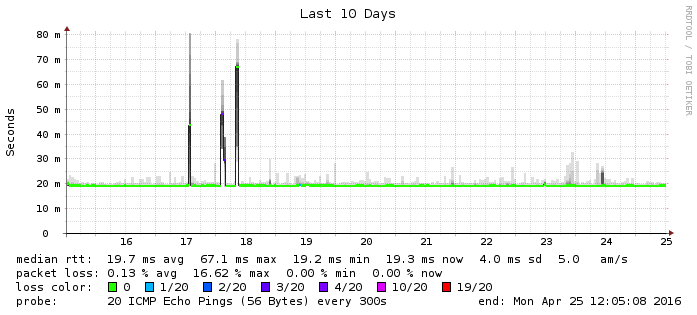 Last 10 Days
RRDTOOL / TOBI OETIKER
Seconds
80 m
70 m
60 m
50 m
40 m
30 m
20 m
10 m
0
16 17 18 19 20 21 22 23 24 25
median rtt: 19.7 ms avg 67.1 ms max 19.2 ms min 19.3 ms now 4.0 ms sd 5.0 am/s
packet loss: 0.13 % avg 16.62 % max 0.00 % min 0.00 % now
loss color: 0 1/20 2/20 3/20 4/20 10/20 19/20
probe: 20 ICMP Echo Pings (56 Bytes) every 300s end: Mon Apr 25 12:05:08 2016